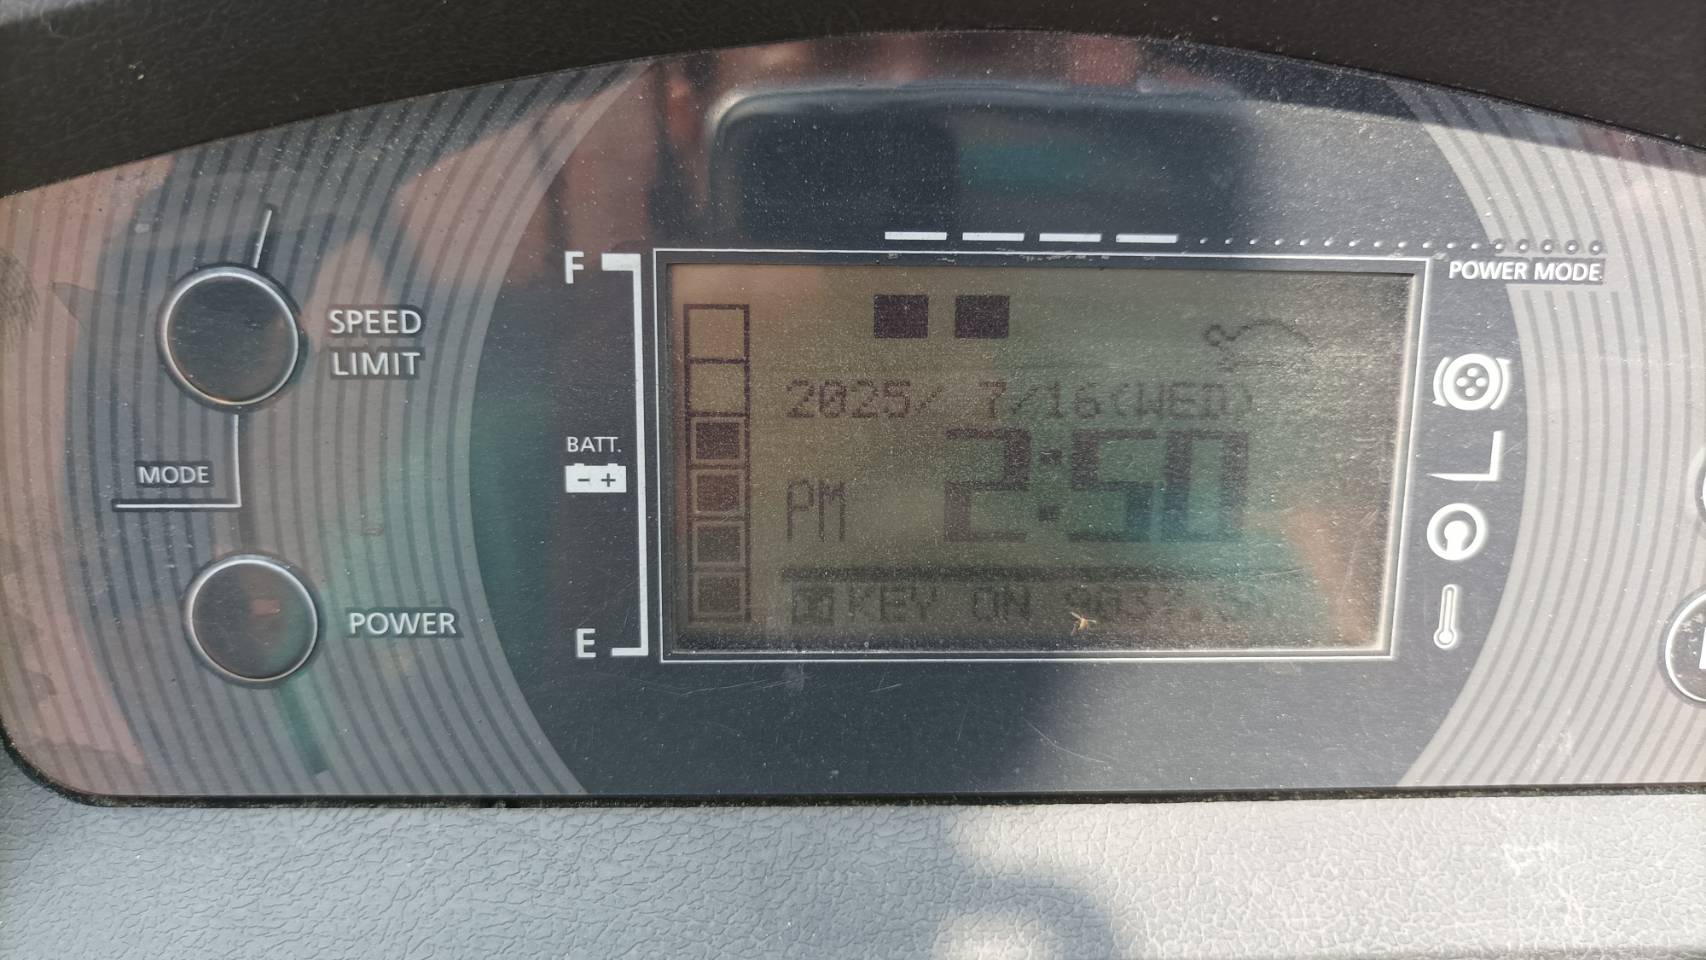 POWER MODE
F
SPEED
LIMIT
2025/ 7/16(WED)
BATT.
- +
MODE
PM 2:50
KEY ON
POWER
E